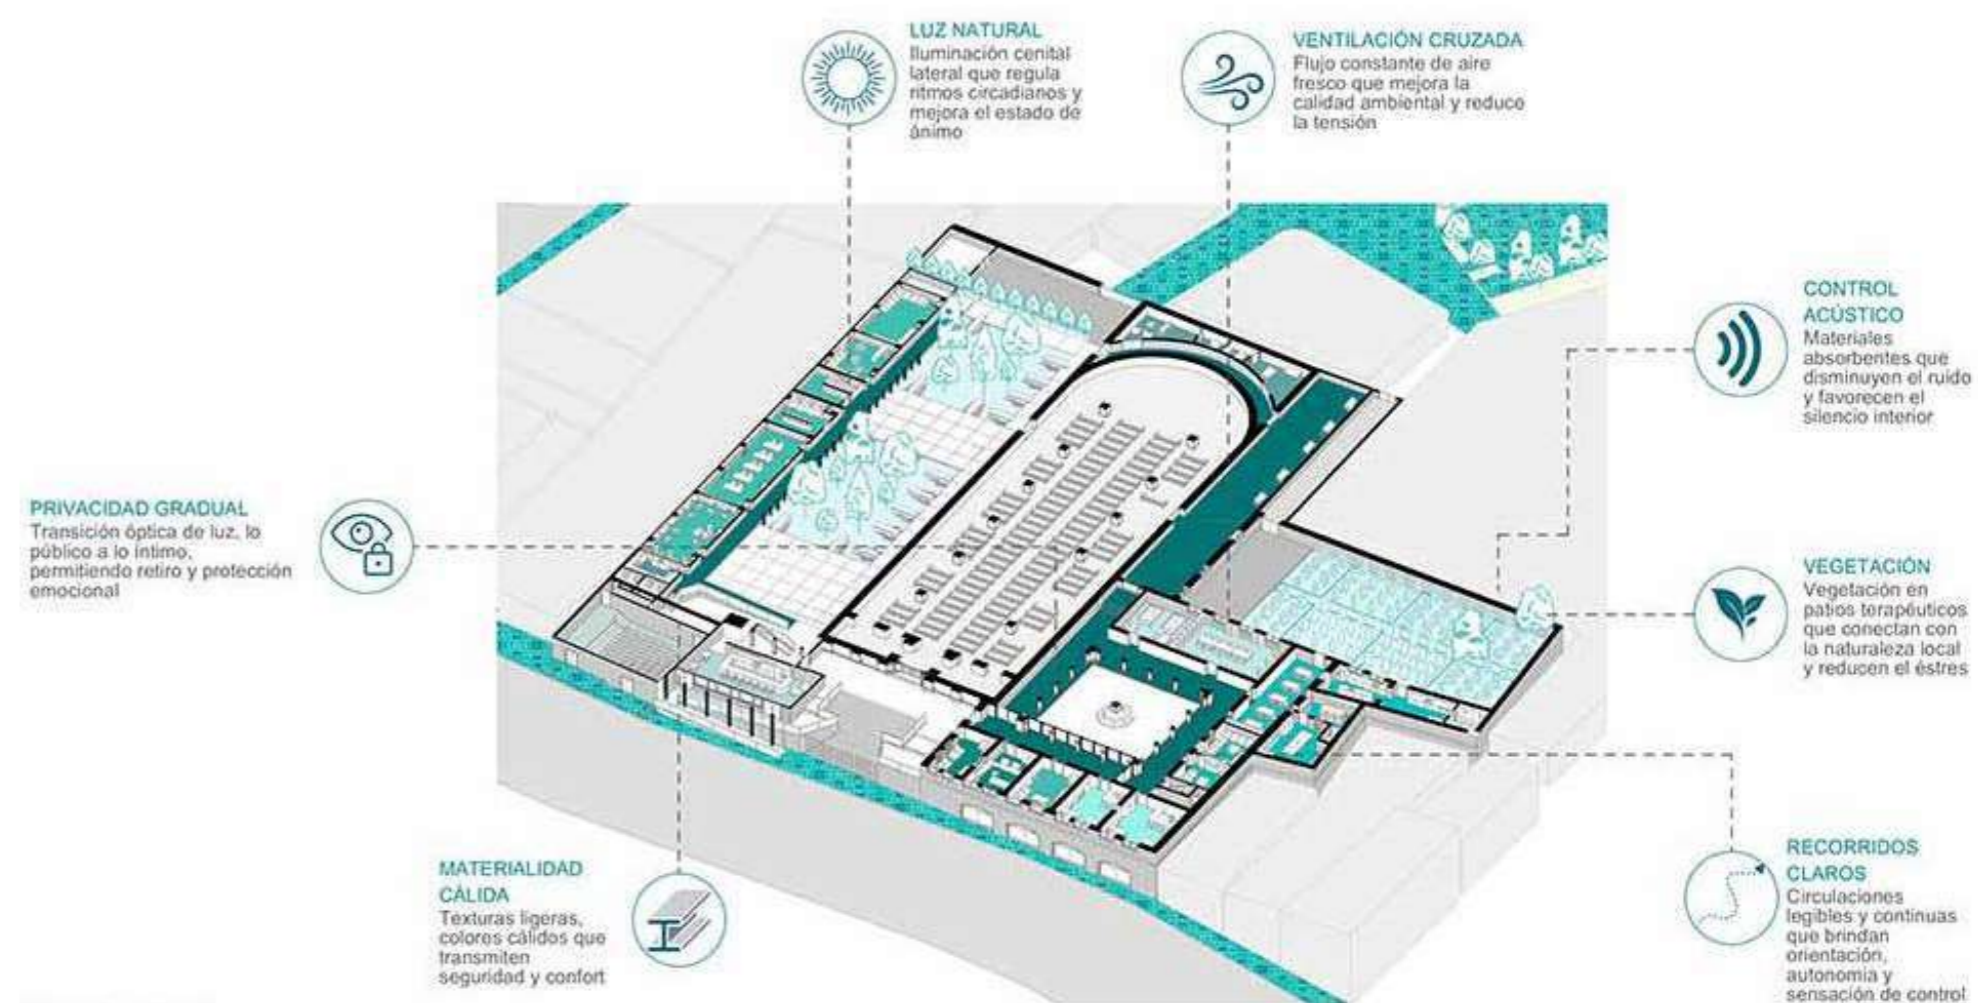 LUZ NATURAL
Iluminación cenital
lateral que regula
ritmos circadianos y
mejora el estado de
ánimo
VENTILACIÓN CRUZADA
Flujo constante de aire
fresco que mejora la
calidad ambiental y reduce
la tensión
CONTROL
ACÚSTICO
Materiales
absorbentes que
disminuyen el ruido
y favorecen el
silencio interior
PRIVACIDAD GRADUAL
Transición óptica de luz, lo
público a lo íntimo,
permitiendo retiro y protección
emocional
VEGETACIÓN
Vegetación en
patios terapéuticos
que conectan con
la naturaleza local
y reducen el éstres
MATERIALIDAD
CÁLIDA
Texturas ligeras,
colores cálidos que
transmiten
seguridad y confort
RECORRIDOS
CLAROS
Circulaciones
legibles y continuas
que brindan
orientación,
autonomía y
sensación de control